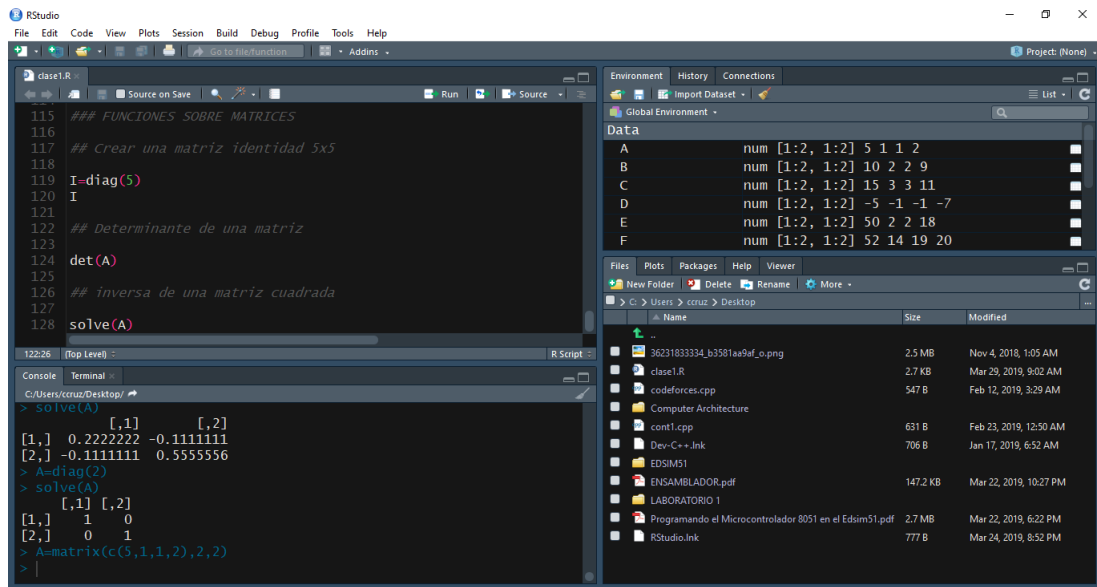 RStudio
File Edit Code View Plots Session Build Debug Profile Tools Help
Go to file/function Addins Project: (None)
clase1.R
Source on Save Run Source
115 ### FUNCIONES SOBRE MATRICES
116
117 ## Crear una matriz identidad 5x5
118
119 I=diag(5)
120 I
121
122 ## Determinante de una matriz
123
124 det(A)
125
126 ## inversa de una matriz cuadrada
127
128 solve(A)
122:26 (Top Level) R Script
Console Terminal
C:/Users/ccruz/Desktop/
> solve(A)
[,1] [,2]
[1,] 0.2222222 -0.1111111
[2,] -0.1111111 0.5555556
> A=diag(2)
> solve(A)
[,1] [,2]
[1,] 1 0
[2,] 0 1
> A=matrix(c(5,1,1,2),2,2)
>
Environment History Connections
Import Dataset List
Global Environment
Data
A num [1:2, 1:2] 5 1 1 2
B num [1:2, 1:2] 10 2 2 9
C num [1:2, 1:2] 15 3 3 11
D num [1:2, 1:2] -5 -1 -1 -7
E num [1:2, 1:2] 50 2 2 18
F num [1:2, 1:2] 52 14 19 20
Files Plots Packages Help Viewer
New Folder Delete Rename More
C: > Users > ccruz > Desktop ...
Name Size Modified
..
36231833334_b3581aa9af_o.png 2.5 MB Nov 4, 2018, 1:05 AM
clase1.R 2.7 KB Mar 29, 2019, 9:02 AM
codeforces.cpp 547 B Feb 12, 2019, 3:29 AM
Computer Architecture
cont1.cpp 631 B Feb 23, 2019, 12:50 AM
Dev-C++.lnk 706 B Jan 17, 2019, 6:52 AM
EDSIM51
ENSAMBLADOR.pdf 147.2 KB Mar 22, 2019, 10:27 PM
LABORATORIO 1
Programando el Microcontrolador 8051 en el Edsim51.pdf 2.7 MB Mar 22, 2019, 6:22 PM
RStudio.lnk 777 B Mar 24, 2019, 8:52 PM